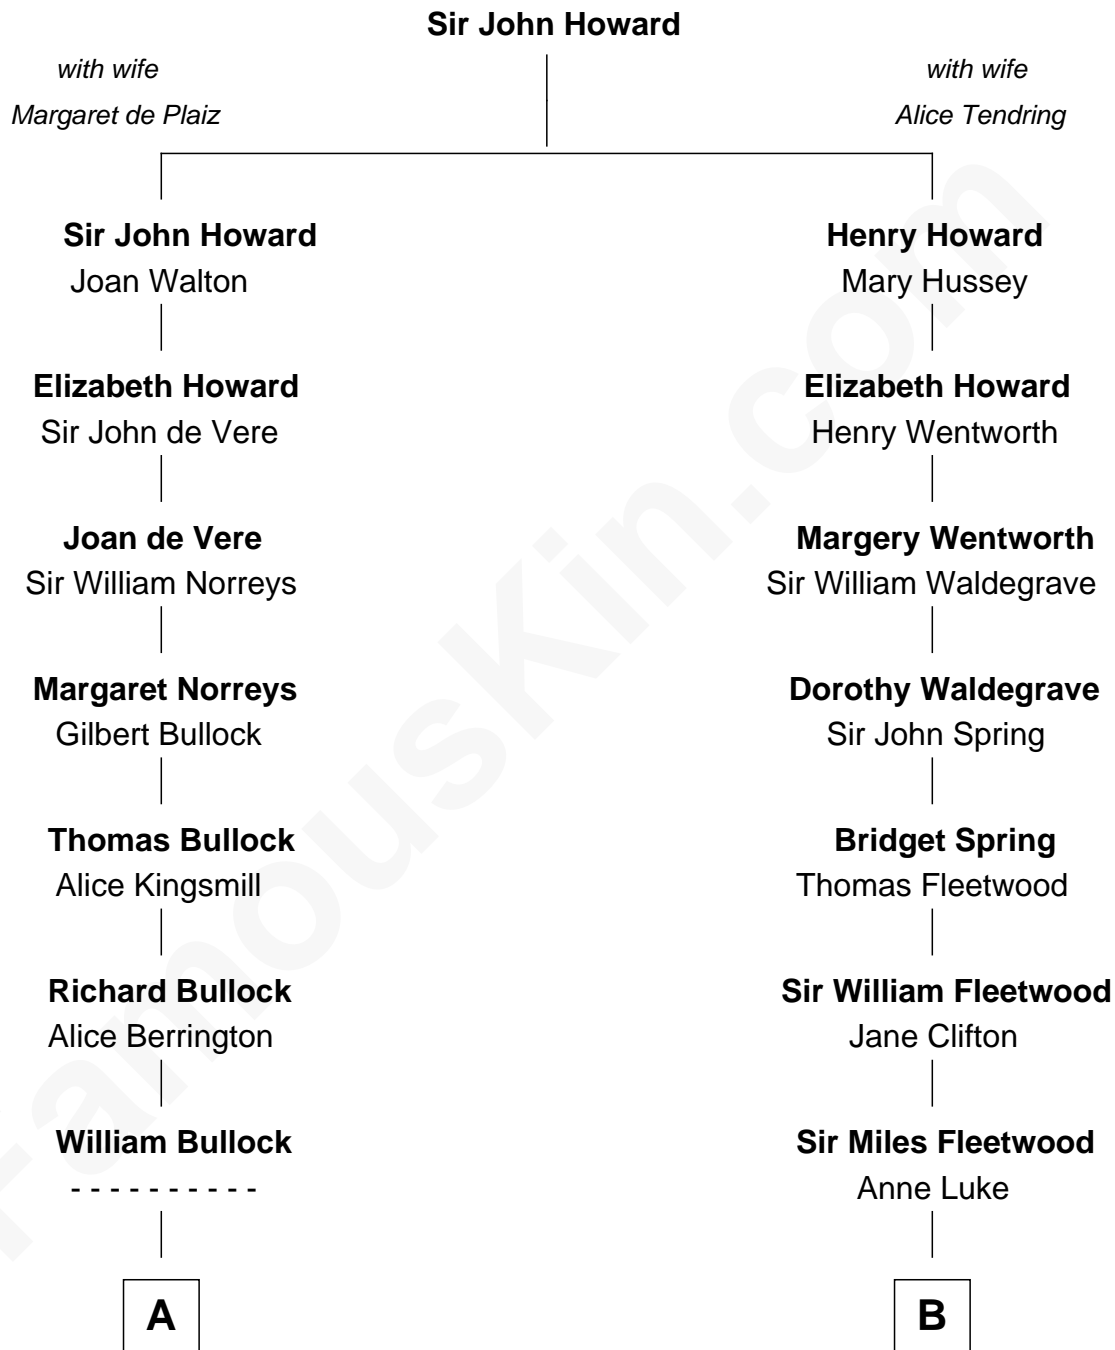 Sir John Howard
with wife
Margaret de Plaiz
with wife
Alice Tendring
Sir John Howard
Joan Walton
Henry Howard
Mary Hussey
Elizabeth Howard
Sir John de Vere
Elizabeth Howard
Henry Wentworth
Joan de Vere
Sir William Norreys
Margery Wentworth
Sir William Waldegrave
Margaret Norreys
Gilbert Bullock
Dorothy Waldegrave
Sir John Spring
Thomas Bullock
Alice Kingsmill
Bridget Spring
Thomas Fleetwood
Richard Bullock
Alice Berrington
Sir William Fleetwood
Jane Clifton
William Bullock
- - - - - - - - - -
Sir Miles Fleetwood
Anne Luke
A
B
FamousKin.com